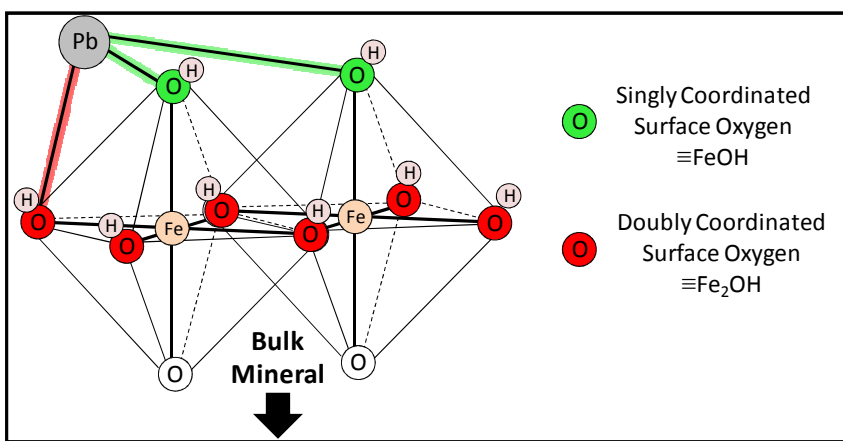 Pb
H
H
O
O
O
Singly Coordinated
Surface Oxygen
≡FeOH
H
H
H
H
H
H
O
O
Fe
O
O
Fe
O
O
O
Doubly Coordinated
Surface Oxygen
≡Fe₂OH
Bulk
Mineral
O
O